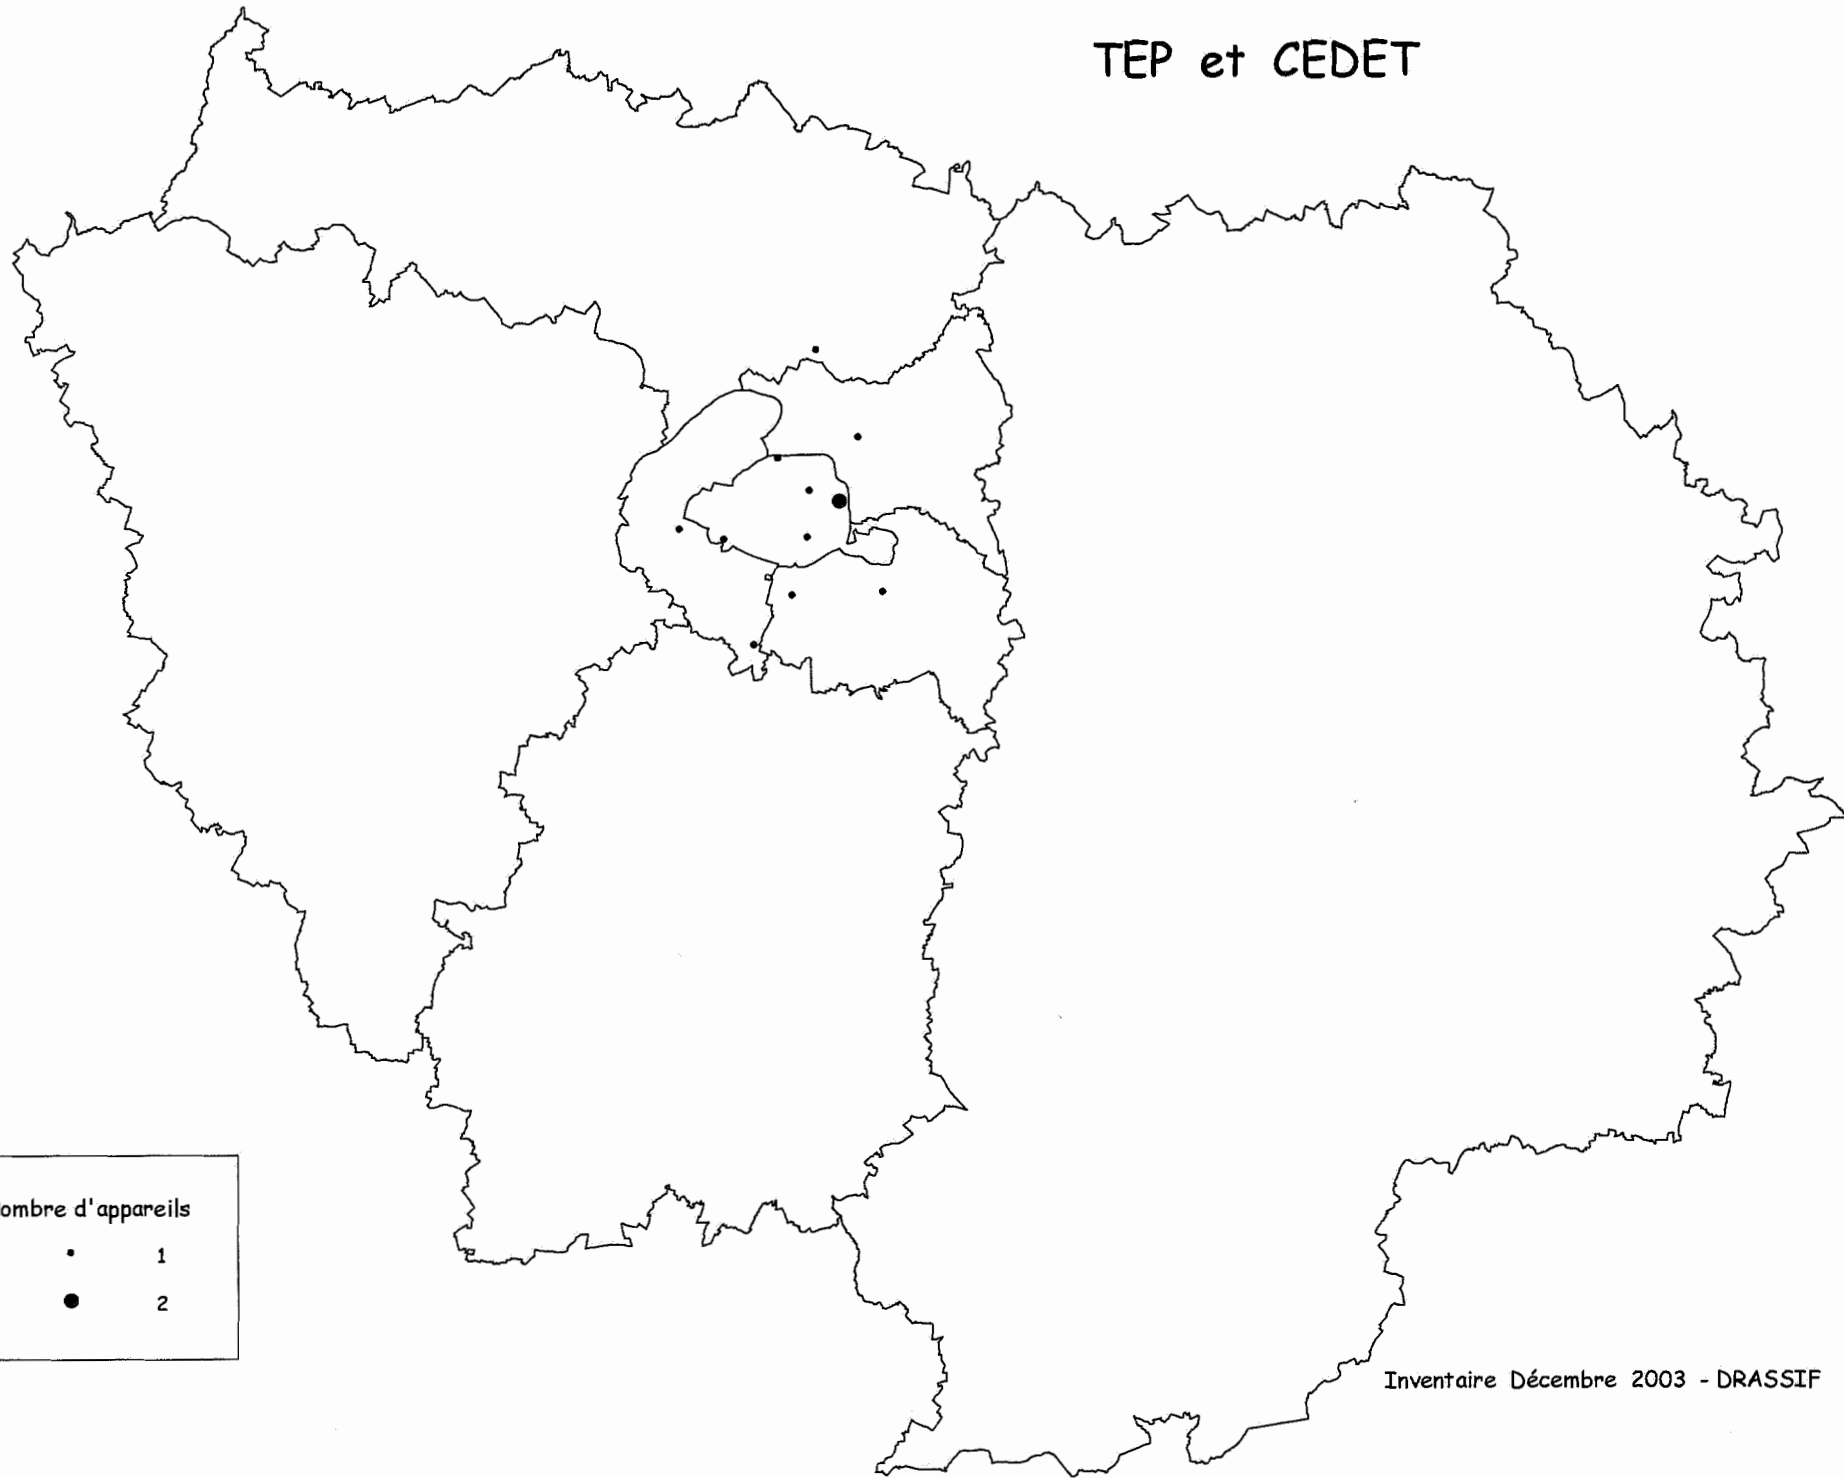 TEP et CEDET
ombre d'appareils
1
2
Inventaire Décembre 2003 - DRASSIF